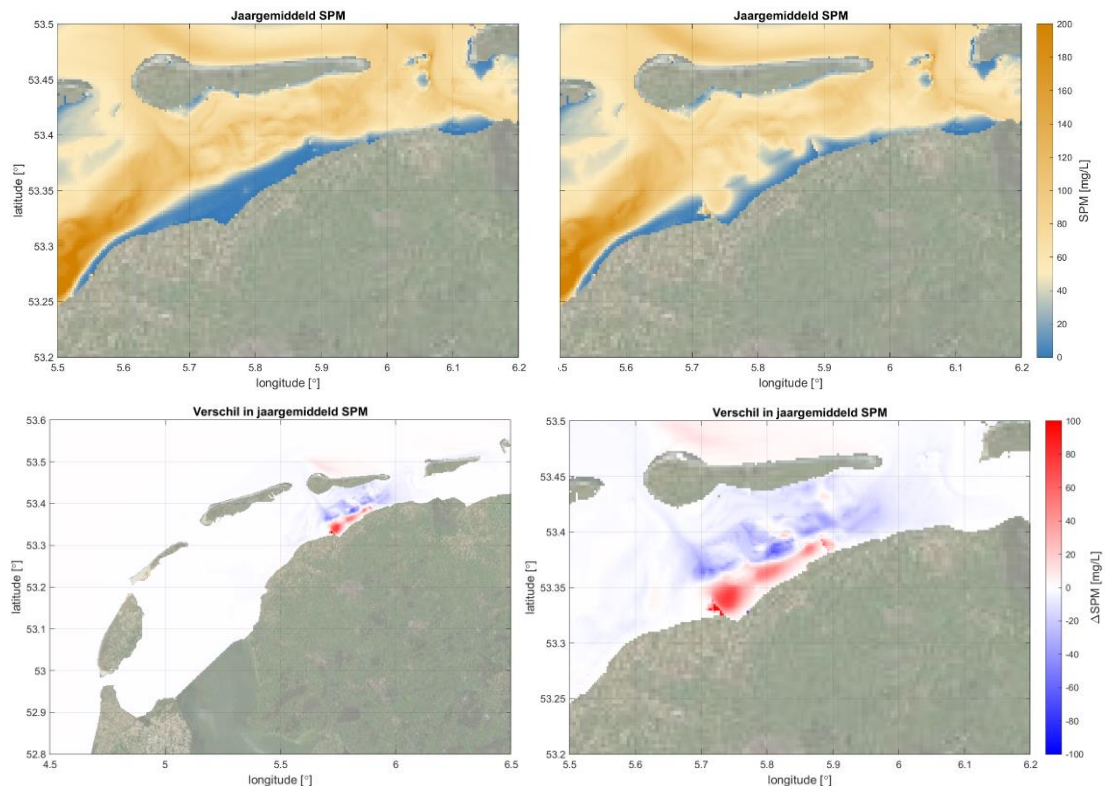 Jaargemiddeld SPM
53.5
53.45
53.4
53.35
53.3
53.25
53.2
latitude [°]
5.5 5.6 5.7 5.8 5.9 6 6.1 6.2
longitude [°]
Jaargemiddeld SPM
5.5 5.6 5.7 5.8 5.9 6 6.1 6.2
longitude [°]
200
180
160
140
120
100
80
60
40
20
0
SPM [mg/L]
Verschil in jaargemiddeld SPM
53.6
53.5
53.4
53.3
53.2
53.1
53
52.9
52.8
latitude [°]
4.5 5 5.5 6 6.5
longitude [°]
Verschil in jaargemiddeld SPM
53.5
53.45
53.4
53.35
53.3
53.25
53.2
latitude [°]
5.5 5.6 5.7 5.8 5.9 6 6.1 6.2
longitude [°]
100
80
60
40
20
0
-20
-40
-60
-80
-100
ΔSPM [mg/L]